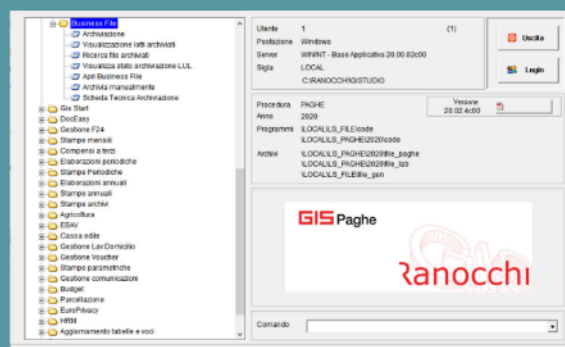 Business File
Archiviazione
Visualizzazione lotti archiviati
Ricerca file archiviati
Visualizza stato archiviazione LUL
Apri Business File
Archivia manualmente
Scheda Tecnica Archiviazione
Gis Start
DocEasy
Gestione F24
Stampe mensili
Compensi a terzi
Elaborazioni periodiche
Stampe Periodiche
Elaborazioni annuali
Stampe annuali
Stampe archivi
Agricoltura
EBAV
Cassa edile
Gestione Lav.Domicilio
Gestione Voucher
Stampe parametriche
Gestione comunicazioni
Budget
Parcellazione
EuroPrivacy
HRM
Aggiornamento tabelle e voci
Utente 1 (1)
Postazione Windows
Server WIN/NT - Base Applicativa 20.00.02c00
Sigla LOCAL
C:\RANOCCHI\GISTUDIO
Uscita
Login
Procedura PAGHE
Anno 2020
Versione
20.02.4c00
Programmi \LOCAL\LS_FILE\code
\LOCAL\LS_PAGHE\2020\code
Archivi \LOCAL\LS_PAGHE\2020\file_paghe
\LOCAL\LS_PAGHE\2020\file_tab
\LOCAL\LS_FILE\file_gen
GIS Paghe
Ranocchi
Comando